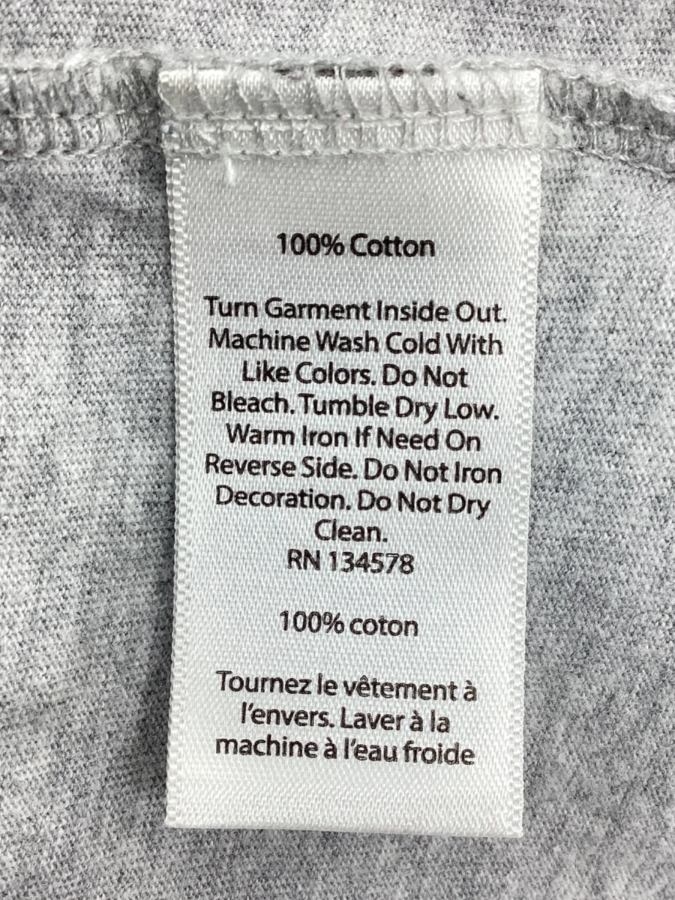 100% Cotton
Turn Garment Inside Out.
Machine Wash Cold With
Like Colors. Do Not
Bleach. Tumble Dry Low.
Warm Iron If Need On
Reverse Side. Do Not Iron
Decoration. Do Not Dry
Clean.
RN 134578
100% coton
Tournez le vêtement à
l'envers. Laver à la
machine à l'eau froide